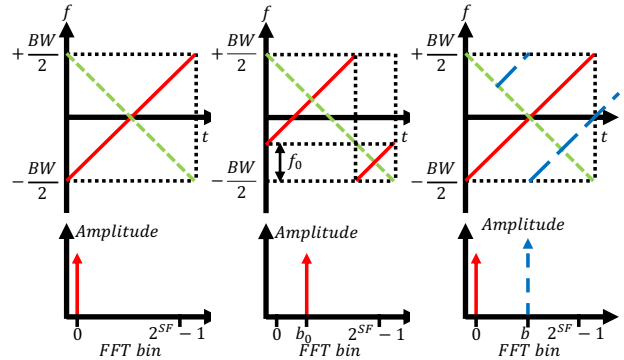 f f f
+ BW/2 + BW/2 + BW/2
t t t
f₀
− BW/2 − BW/2 − BW/2
Amplitude Amplitude Amplitude
0 2^SF − 1 0 b₀ 2^SF − 1 0 b 2^SF − 1
FFT bin FFT bin FFT bin